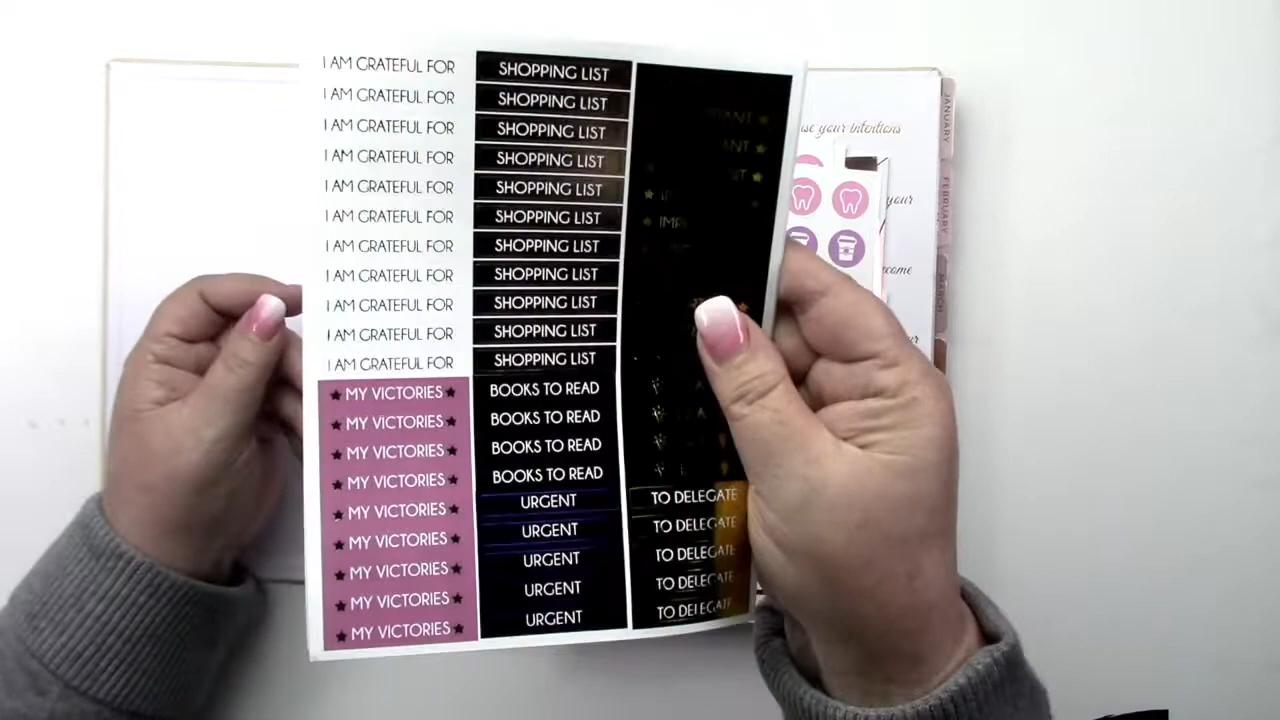 I AM GRATEFUL FOR
I AM GRATEFUL FOR
I AM GRATEFUL FOR
I AM GRATEFUL FOR
I AM GRATEFUL FOR
I AM GRATEFUL FOR
I AM GRATEFUL FOR
I AM GRATEFUL FOR
I AM GRATEFUL FOR
I AM GRATEFUL FOR
I AM GRATEFUL FOR
MY VICTORIES
MY VICTORIES
MY VICTORIES
MY VICTORIES
MY VICTORIES
MY VICTORIES
MY VICTORIES
MY VICTORIES
MY VICTORIES
SHOPPING LIST
SHOPPING LIST
SHOPPING LIST
SHOPPING LIST
SHOPPING LIST
SHOPPING LIST
SHOPPING LIST
SHOPPING LIST
SHOPPING LIST
SHOPPING LIST
SHOPPING LIST
BOOKS TO READ
BOOKS TO READ
BOOKS TO READ
BOOKS TO READ
URGENT
URGENT
URGENT
URGENT
URGENT
TO DELEGATE
TO DELEGATE
TO DELEGATE
TO DELEGATE
TO DELEGATE
your intentions
your
JANUARY
FEBRUARY
MARCH